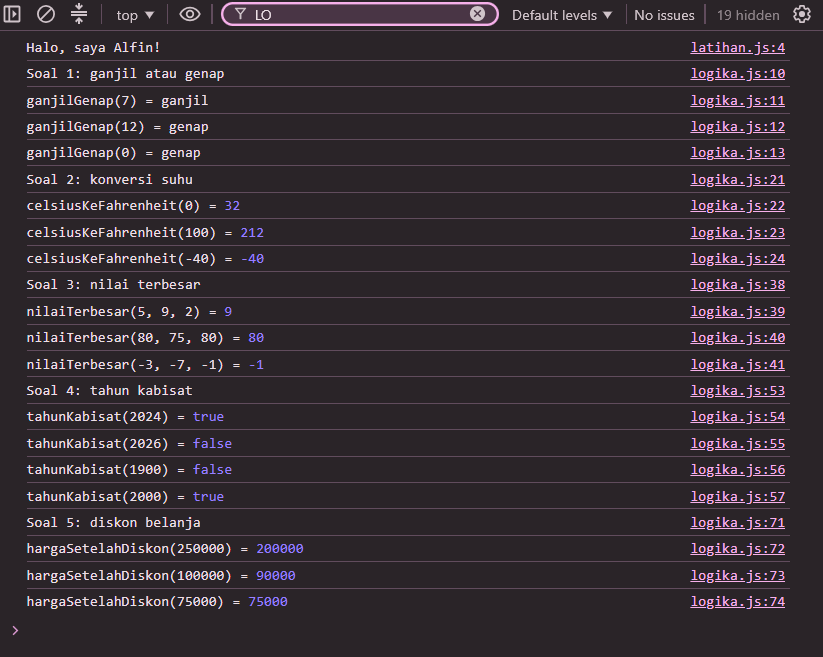 top ▼ LO Default levels ▼ No issues 19 hidden
Halo, saya Alfin! latihan.js:4
Soal 1: ganjil atau genap logika.js:10
ganjilGenap(7) = ganjil logika.js:11
ganjilGenap(12) = genap logika.js:12
ganjilGenap(0) = genap logika.js:13
Soal 2: konversi suhu logika.js:21
celsiusKeFahrenheit(0) = 32 logika.js:22
celsiusKeFahrenheit(100) = 212 logika.js:23
celsiusKeFahrenheit(-40) = -40 logika.js:24
Soal 3: nilai terbesar logika.js:38
nilaiTerbesar(5, 9, 2) = 9 logika.js:39
nilaiTerbesar(80, 75, 80) = 80 logika.js:40
nilaiTerbesar(-3, -7, -1) = -1 logika.js:41
Soal 4: tahun kabisat logika.js:53
tahunKabisat(2024) = true logika.js:54
tahunKabisat(2026) = false logika.js:55
tahunKabisat(1900) = false logika.js:56
tahunKabisat(2000) = true logika.js:57
Soal 5: diskon belanja logika.js:71
hargaSetelahDiskon(250000) = 200000 logika.js:72
hargaSetelahDiskon(100000) = 90000 logika.js:73
hargaSetelahDiskon(75000) = 75000 logika.js:74